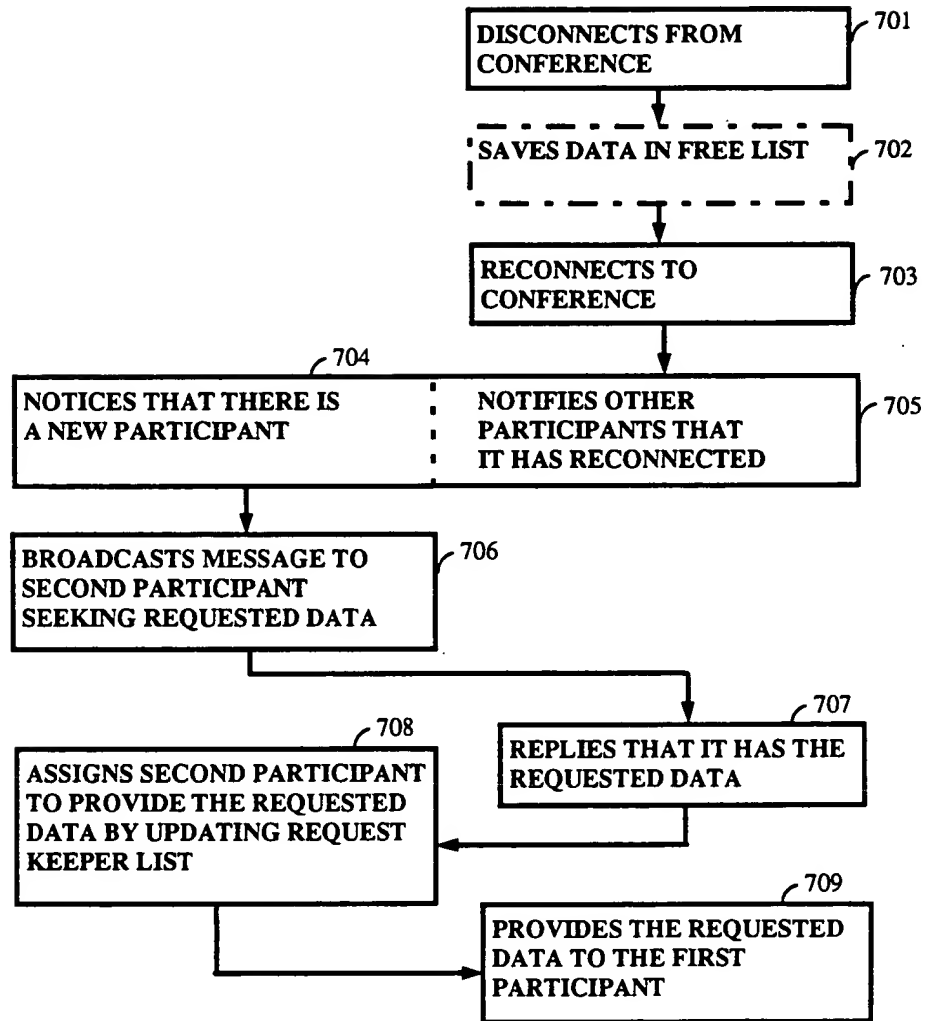 701
DISCONNECTS FROM
CONFERENCE
SAVES DATA IN FREE LIST
702
RECONNECTS TO
CONFERENCE
703
704
NOTICES THAT THERE IS
A NEW PARTICIPANT
NOTIFIES OTHER
PARTICIPANTS THAT
IT HAS RECONNECTED
705
706
BROADCASTS MESSAGE TO
SECOND PARTICIPANT
SEEKING REQUESTED DATA
707
REPLIES THAT IT HAS THE
REQUESTED DATA
708
ASSIGNS SECOND PARTICIPANT
TO PROVIDE THE REQUESTED
DATA BY UPDATING REQUEST
KEEPER LIST
709
PROVIDES THE REQUESTED
DATA TO THE FIRST
PARTICIPANT